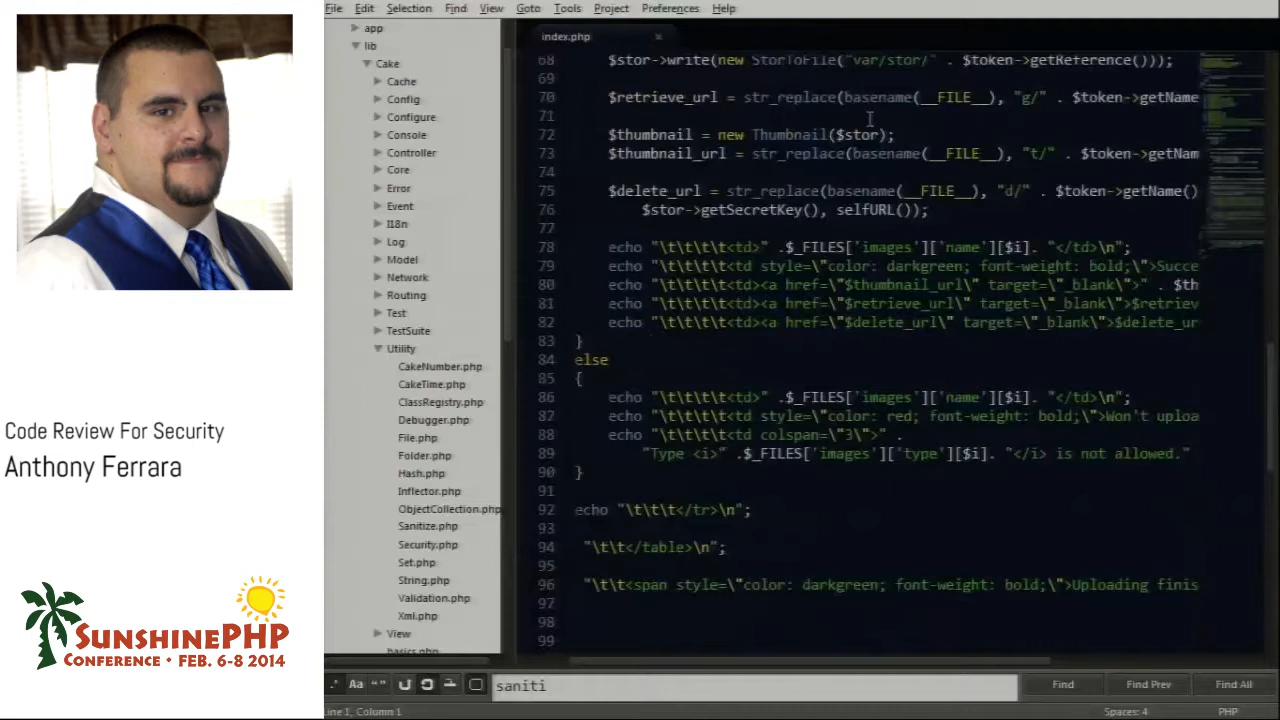 File Edit Selection Find View Goto Tools Project Preferences Help
app
lib
Cake
Cache
Config
Configure
Console
Controller
Core
Error
Event
I18n
Log
Model
Network
Routing
Test
TestSuite
Utility
CakeNumber.php
CakeTime.php
ClassRegistry.php
Debugger.php
File.php
Folder.php
Hash.php
Inflector.php
ObjectCollection.php
Sanitize.php
Security.php
Set.php
String.php
Validation.php
Xml.php
View
basics.php
index.php
68 $stor->write(new StorToFile("var/stor/" . $token->getReference()));
69
70 $retrieve_url = str_replace(basename(__FILE__), "g/" . $token->getName
71
72 $thumbnail = new Thumbnail($stor);
73 $thumbnail_url = str_replace(basename(__FILE__), "t/" . $token->getNam
74
75 $delete_url = str_replace(basename(__FILE__), "d/" . $token->getName()
76 $stor->getSecretKey(), selfURL());
77
78 echo "\t\t\t\t<td>" .$_FILES['images']['name'][$i]. "</td>\n";
79 echo "\t\t\t\t<td style=\"color: darkgreen; font-weight: bold;\">Succe
80 echo "\t\t\t\t<td><a href=\"$thumbnail_url\" target=\"_blank\">" . $th
81 echo "\t\t\t\t<td><a href=\"$retrieve_url\" target=\"_blank\">$retriev
82 echo "\t\t\t\t<td><a href=\"$delete_url\" target=\"_blank\">$delete_ur
83 }
84 else
85 {
86 echo "\t\t\t\t<td>" .$_FILES['images']['name'][$i]. "</td>\n";
87 echo "\t\t\t\t<td style=\"color: red; font-weight: bold;\">Won't uploa
88 echo "\t\t\t\t<td colspan=\"3\">" .
89 "Type <i>" .$_FILES['images']['type'][$i]. "</i> is not allowed."
90 }
91
92 echo "\t\t\t</tr>\n";
93
94 "\t\t</table>\n";
95
96 "\t\t<span style=\"color: darkgreen; font-weight: bold;\">Uploading finis
97
98
99
.* Aa “” saniti Find Find Prev Find All
Line 1, Column 1 Spaces: 4 PHP
Code Review For Security
Anthony Ferrara
SunshinePHP
Conference • Feb. 6-8 2014